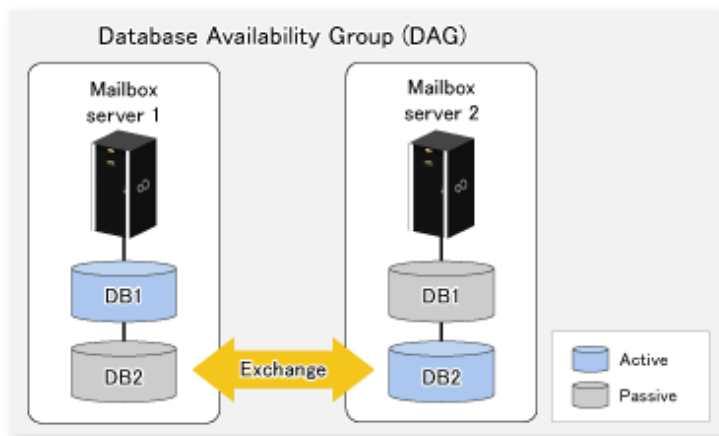 Database Availability Group (DAG)
Mailbox
server 1
Mailbox
server 2
DB1
DB2
DB1
DB2
Exchange
Active
Passive